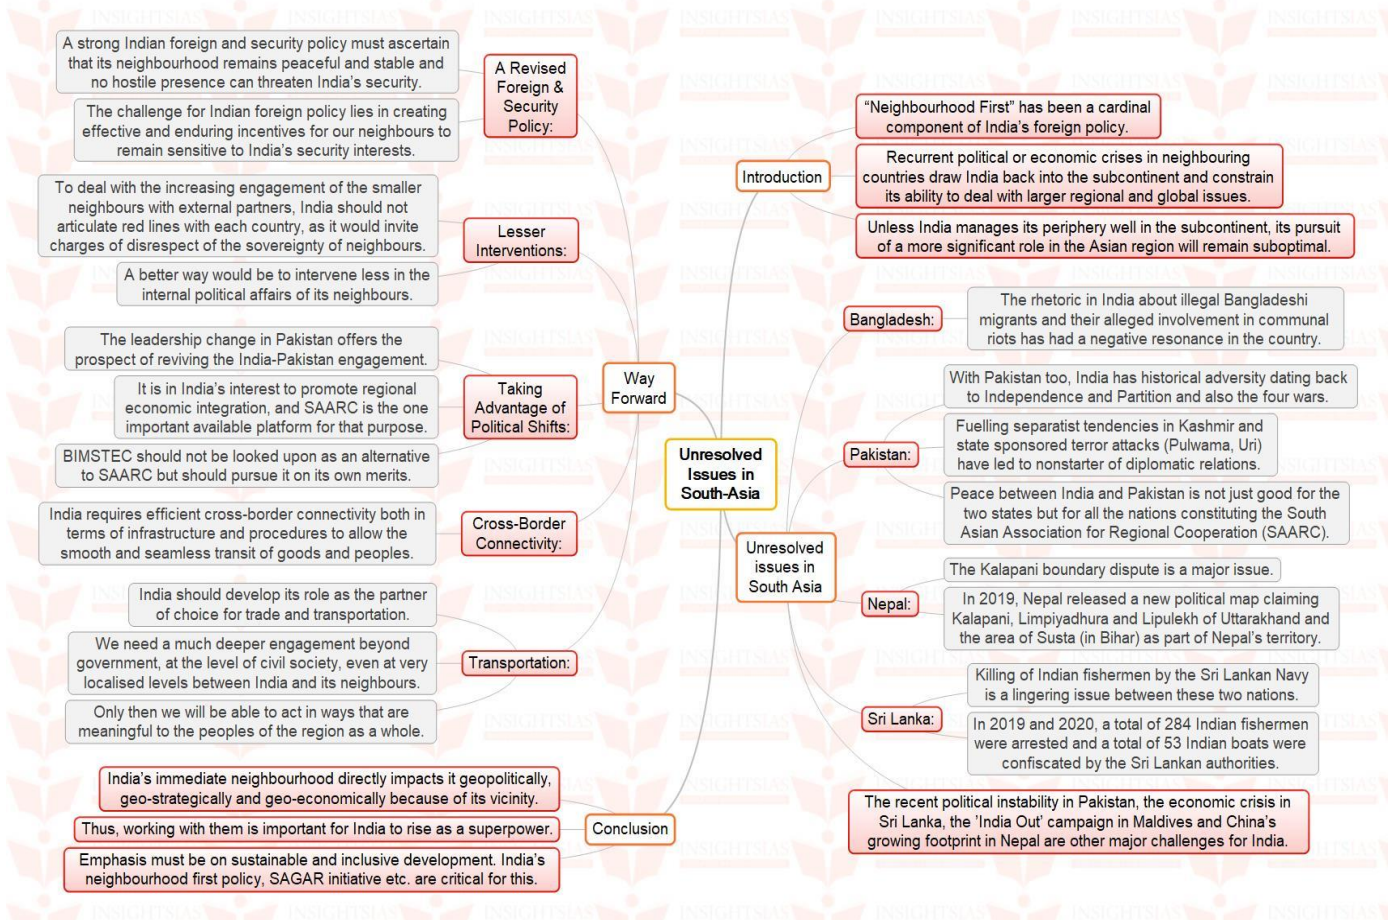 Unresolved
Issues in
South-Asia
Introduction
“Neighbourhood First” has been a cardinal
component of India’s foreign policy.
Recurrent political or economic crises in neighbouring
countries draw India back into the subcontinent and constrain
its ability to deal with larger regional and global issues.
Unless India manages its periphery well in the subcontinent, its pursuit
of a more significant role in the Asian region will remain suboptimal.
Unresolved
issues in
South Asia
Bangladesh:
The rhetoric in India about illegal Bangladeshi
migrants and their alleged involvement in communal
riots has had a negative resonance in the country.
Pakistan:
With Pakistan too, India has historical adversity dating back
to Independence and Partition and also the four wars.
Fuelling separatist tendencies in Kashmir and
state sponsored terror attacks (Pulwama, Uri)
have led to nonstarter of diplomatic relations.
Peace between India and Pakistan is not just good for the
two states but for all the nations constituting the South
Asian Association for Regional Cooperation (SAARC).
Nepal:
The Kalapani boundary dispute is a major issue.
In 2019, Nepal released a new political map claiming
Kalapani, Limpiyadhura and Lipulekh of Uttarakhand and
the area of Susta (in Bihar) as part of Nepal’s territory.
Sri Lanka:
Killing of Indian fishermen by the Sri Lankan Navy
is a lingering issue between these two nations.
In 2019 and 2020, a total of 284 Indian fishermen
were arrested and a total of 53 Indian boats were
confiscated by the Sri Lankan authorities.
The recent political instability in Pakistan, the economic crisis in
Sri Lanka, the 'India Out' campaign in Maldives and China’s
growing footprint in Nepal are other major challenges for India.
Way
Forward
A Revised
Foreign &
Security
Policy:
A strong Indian foreign and security policy must ascertain
that its neighbourhood remains peaceful and stable and
no hostile presence can threaten India’s security.
The challenge for Indian foreign policy lies in creating
effective and enduring incentives for our neighbours to
remain sensitive to India’s security interests.
Lesser
Interventions:
To deal with the increasing engagement of the smaller
neighbours with external partners, India should not
articulate red lines with each country, as it would invite
charges of disrespect of the sovereignty of neighbours.
A better way would be to intervene less in the
internal political affairs of its neighbours.
Taking
Advantage of
Political Shifts:
The leadership change in Pakistan offers the
prospect of reviving the India-Pakistan engagement.
It is in India’s interest to promote regional
economic integration, and SAARC is the one
important available platform for that purpose.
BIMSTEC should not be looked upon as an alternative
to SAARC but should pursue it on its own merits.
Cross-Border
Connectivity:
India requires efficient cross-border connectivity both in
terms of infrastructure and procedures to allow the
smooth and seamless transit of goods and peoples.
Transportation:
India should develop its role as the partner
of choice for trade and transportation.
We need a much deeper engagement beyond
government, at the level of civil society, even at very
localised levels between India and its neighbours.
Only then we will be able to act in ways that are
meaningful to the peoples of the region as a whole.
Conclusion
India’s immediate neighbourhood directly impacts it geopolitically,
geo-strategically and geo-economically because of its vicinity.
Thus, working with them is important for India to rise as a superpower.
Emphasis must be on sustainable and inclusive development. India’s
neighbourhood first policy, SAGAR initiative etc. are critical for this.
INSIGHTSIAS